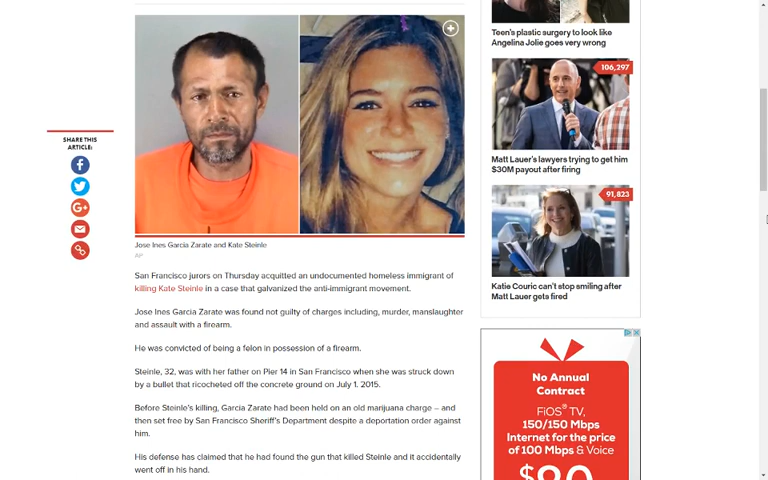 Jose Ines Garcia Zarate and Kate Steinle
AP
SHARE THIS
ARTICLE:
San Francisco jurors on Thursday acquitted an undocumented homeless immigrant of
killing Kate Steinle in a case that galvanized the anti-immigrant movement.
Jose Ines Garcia Zarate was found not guilty of charges including, murder, manslaughter
and assault with a firearm.
He was convicted of being a felon in possession of a firearm.
Steinle, 32, was with her father on Pier 14 in San Francisco when she was struck down
by a bullet that ricocheted off the concrete ground on July 1, 2015.
Before Steinle's killing, Garcia Zarate had been held on an old marijuana charge – and
then set free by San Francisco Sheriff's Department despite a deportation order against
him.
His defense has claimed that he had found the gun that killed Steinle and it accidentally
went off in his hand.
Teen's plastic surgery to look like
Angelina Jolie goes very wrong
106,297
Matt Lauer's lawyers trying to get him
$30M payout after firing
91,823
Katie Couric can't stop smiling after
Matt Lauer gets fired
No Annual
Contract
FiOS® TV,
150/150 Mbps
Internet for the price
of 100 Mbps & Voice